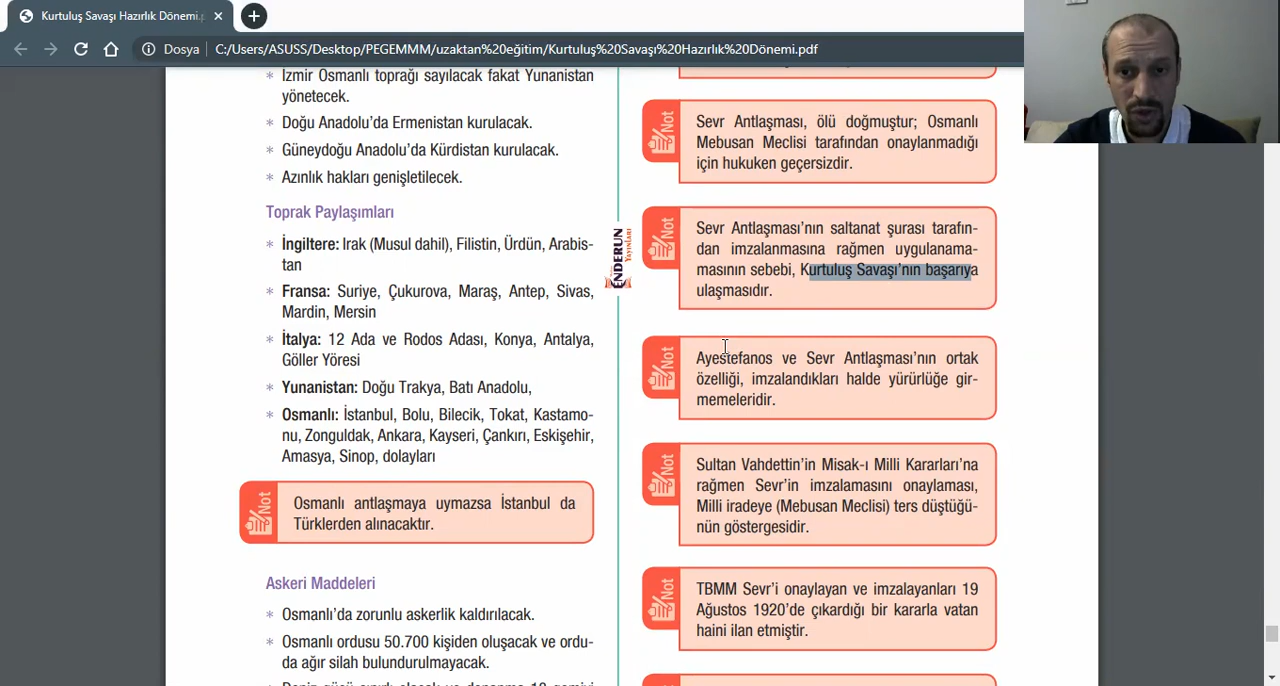 Kurtuluş Savaşı Hazırlık Dönemi.p
Dosya
C:/Users/ASUSS/Desktop/PEGEMMM/uzaktan%20eğitim/Kurtuluş%20Savaşı%20Hazırlık%20Dönemi.pdf
* İzmir Osmanlı toprağı sayılacak fakat Yunanistan
yönetecek.
* Doğu Anadolu’da Ermenistan kurulacak.
* Güneydoğu Anadolu’da Kürdistan kurulacak.
* Azınlık hakları genişletilecek.
Toprak Paylaşımları
* İngiltere: Irak (Musul dahil), Filistin, Ürdün, Arabis-
tan
* Fransa: Suriye, Çukurova, Maraş, Antep, Sivas,
Mardin, Mersin
* İtalya: 12 Ada ve Rodos Adası, Konya, Antalya,
Göller Yöresi
* Yunanistan: Doğu Trakya, Batı Anadolu,
* Osmanlı: İstanbul, Bolu, Bilecik, Tokat, Kastamo-
nu, Zonguldak, Ankara, Kayseri, Çankırı, Eskişehir,
Amasya, Sinop, dolayları
Not
Osmanlı antlaşmaya uymazsa İstanbul da
Türklerden alınacaktır.
Askeri Maddeleri
* Osmanlı’da zorunlu askerlik kaldırılacak.
* Osmanlı ordusu 50.700 kişiden oluşacak ve ordu-
da ağır silah bulundurulmayacak.
ENDERUN
YAYINLARI
Not
Sevr Antlaşması, ölü doğmuştur; Osmanlı
Mebusan Meclisi tarafından onaylanmadığı
için hukuken geçersizdir.
Not
Sevr Antlaşması’nın saltanat şurası tarafın-
dan imzalanmasına rağmen uygulanama-
masının sebebi, Kurtuluş Savaşı’nın başarıya
ulaşmasıdır.
Not
Ayestefanos ve Sevr Antlaşması’nın ortak
özelliği, imzalandıkları halde yürürlüğe gir-
memeleridir.
Not
Sultan Vahdettin’in Misak-ı Milli Kararları’na
rağmen Sevr’in imzalamasını onaylaması,
Milli iradeye (Mebusan Meclisi) ters düştüğü-
nün göstergesidir.
Not
TBMM Sevr’i onaylayan ve imzalayanları 19
Ağustos 1920’de çıkardığı bir kararla vatan
haini ilan etmiştir.